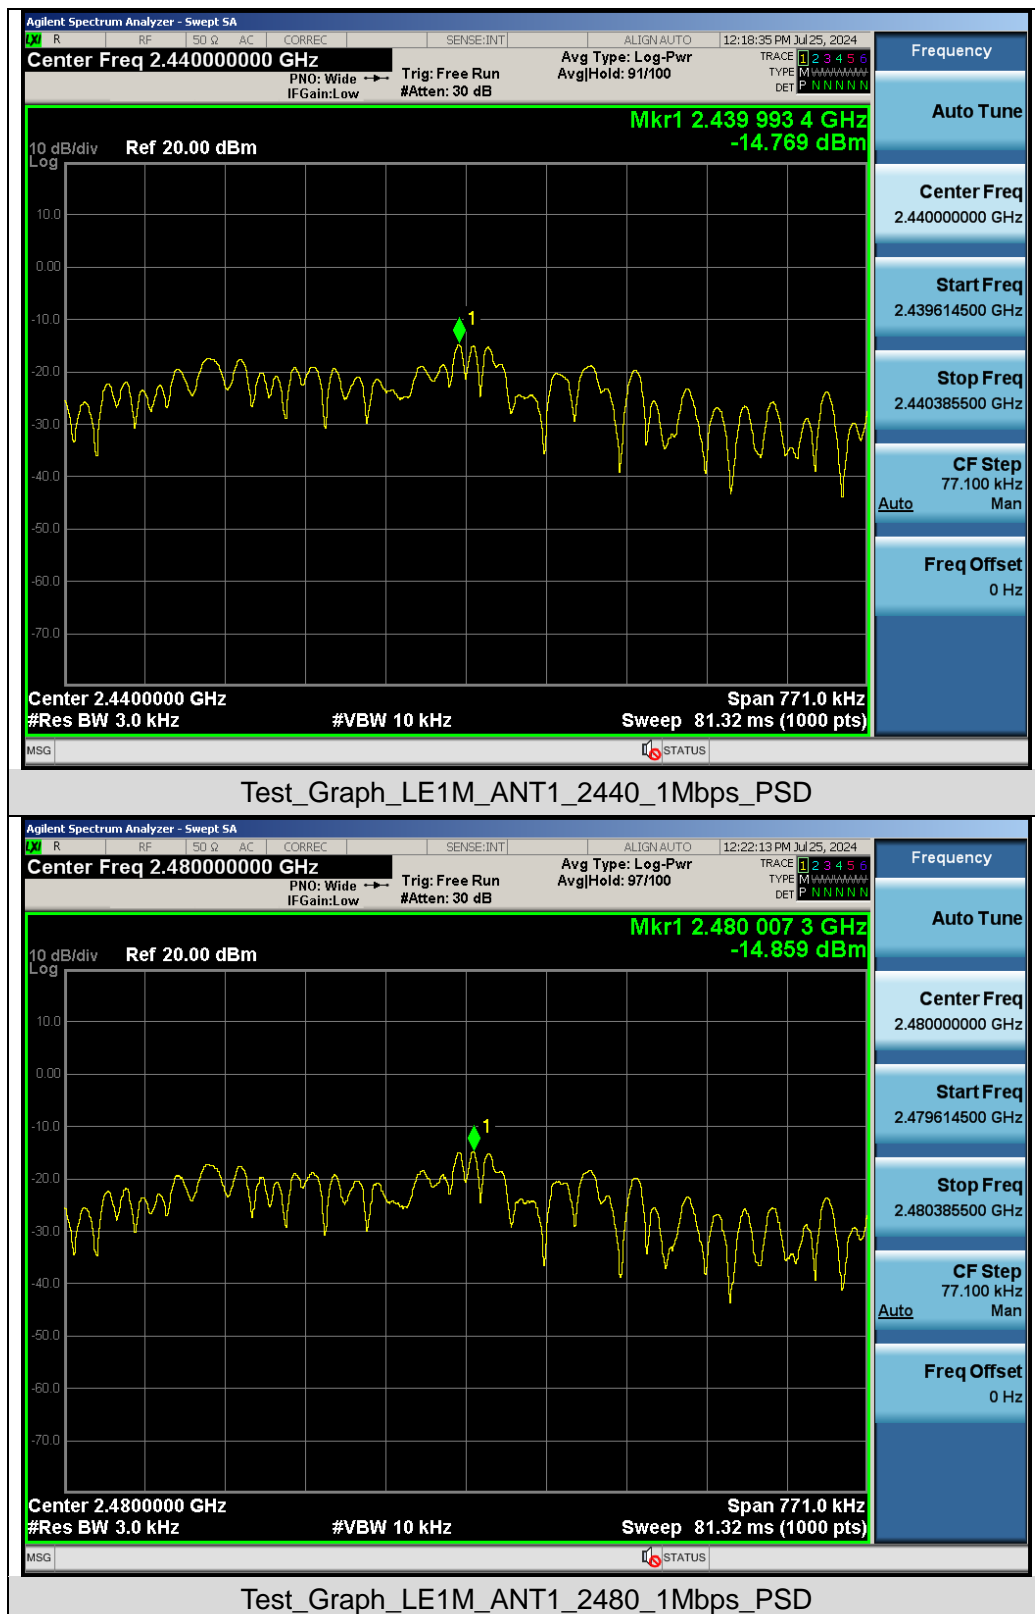 Agilent Spectrum Analyzer - Swept SA
LXI R RF 50 Ω AC CORREC SENSE:INT ALIGN AUTO 12:18:35 PM Jul 25, 2024
Center Freq 2.440000000 GHz
PNO: Wide
IFGain:Low
Trig: Free Run
#Atten: 30 dB
Avg Type: Log-Pwr
Avg|Hold: 91/100
TRACE 1 2 3 4 5 6
TYPE M WWWWW
DET P N N N N N
Frequency
Mkr1 2.439 993 4 GHz
-14.769 dBm
10 dB/div Ref 20.00 dBm
Log
10.0
0.00
-10.0
-20.0
-30.0
-40.0
-50.0
-60.0
-70.0
1
Center 2.4400000 GHz Span 771.0 kHz
#Res BW 3.0 kHz #VBW 10 kHz Sweep 81.32 ms (1000 pts)
Auto Tune
Center Freq
2.440000000 GHz
Start Freq
2.439614500 GHz
Stop Freq
2.440385500 GHz
CF Step
77.100 kHz
Auto Man
Freq Offset
0 Hz
MSG STATUS
Test_Graph_LE1M_ANT1_2440_1Mbps_PSD
Agilent Spectrum Analyzer - Swept SA
LXI R RF 50 Ω AC CORREC SENSE:INT ALIGN AUTO 12:22:13 PM Jul 25, 2024
Center Freq 2.480000000 GHz
PNO: Wide
IFGain:Low
Trig: Free Run
#Atten: 30 dB
Avg Type: Log-Pwr
Avg|Hold: 97/100
TRACE 1 2 3 4 5 6
TYPE M WWWWW
DET P N N N N N
Frequency
Mkr1 2.480 007 3 GHz
-14.859 dBm
10 dB/div Ref 20.00 dBm
Log
10.0
0.00
-10.0
-20.0
-30.0
-40.0
-50.0
-60.0
-70.0
1
Center 2.4800000 GHz Span 771.0 kHz
#Res BW 3.0 kHz #VBW 10 kHz Sweep 81.32 ms (1000 pts)
Auto Tune
Center Freq
2.480000000 GHz
Start Freq
2.479614500 GHz
Stop Freq
2.480385500 GHz
CF Step
77.100 kHz
Auto Man
Freq Offset
0 Hz
MSG STATUS
Test_Graph_LE1M_ANT1_2480_1Mbps_PSD